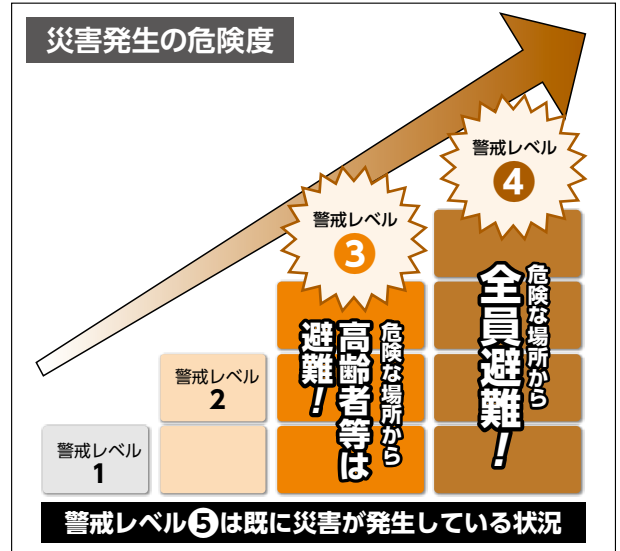 災害発生の危険度
警戒レベル
4
警戒レベル
3
危険な場所から
全員避難！
危険な場所から
高齢者等は
避難！
警戒レベル
2
警戒レベル
1
警戒レベル❺は既に災害が発生している状況